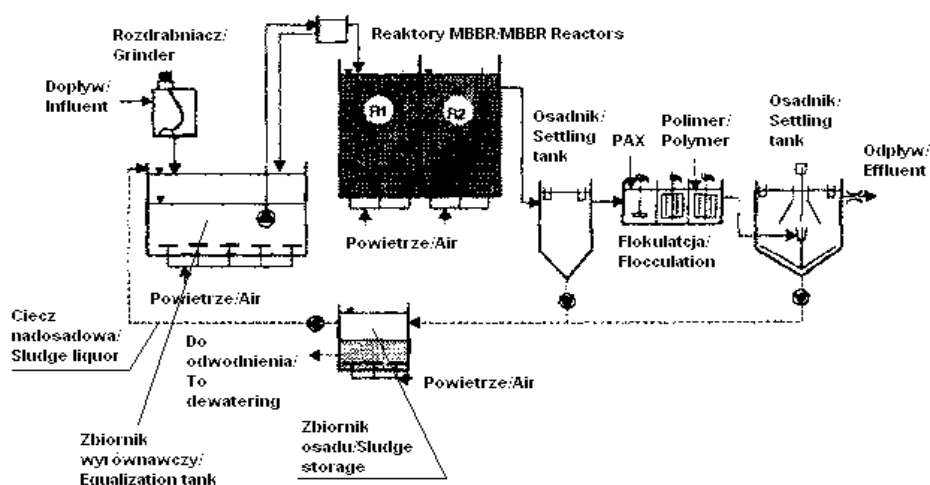 Rozdrabniacz/
Grinder
Dopływ/
Influent
Reaktory MBBR/MBBR Reactors
R1
R2
Osadnik/
Settling
tank
PAX
Polimer/
Polymer/
Osadnik/
Settling
tank
Odpływ/
Effluent
Powietrze/Air
Flokulatcja/
Flocculation
Powietrze/Air
Ciecz
nadosadowa/
Sludge liquor
Do
odwodnienia/
To
dewatering
Powietrze/Air
Zbiornik
wyrównawczy/
Equalization tank
Zbiornik
osadu/Sludge
storage